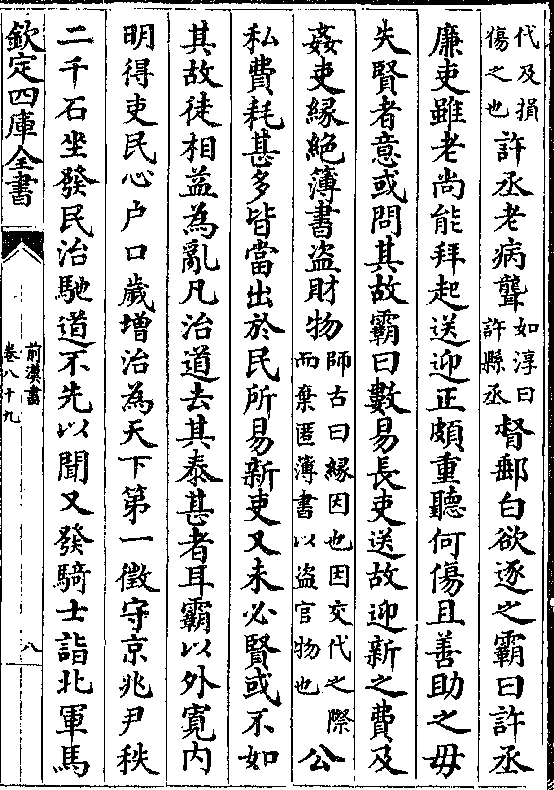 代及損
傷之也
許丞老病聾
如淳曰
許縣丞
督郵白欲逐之霸曰許丞
廉吏雖老尚能拜起送迎正頗重聽何傷且善助之毋
失賢者意或問其故霸曰數易長吏送故迎新之費及
姦吏緣絶簿書盜財物
師古曰緣因也因交代之際
而棄匿簿書以盜官物也
公
私費耗甚多皆當出於民所易新吏又未必賢或不如
其故徒相益為亂凡治道去其泰甚者耳霸以外寛内
明得吏民心户口歲增治為天下第一徵守京兆尹秩
二千石坐發民治馳道不先以聞又發騎士詣北軍馬
欽定四庫全書
前漢書
卷八十九
八